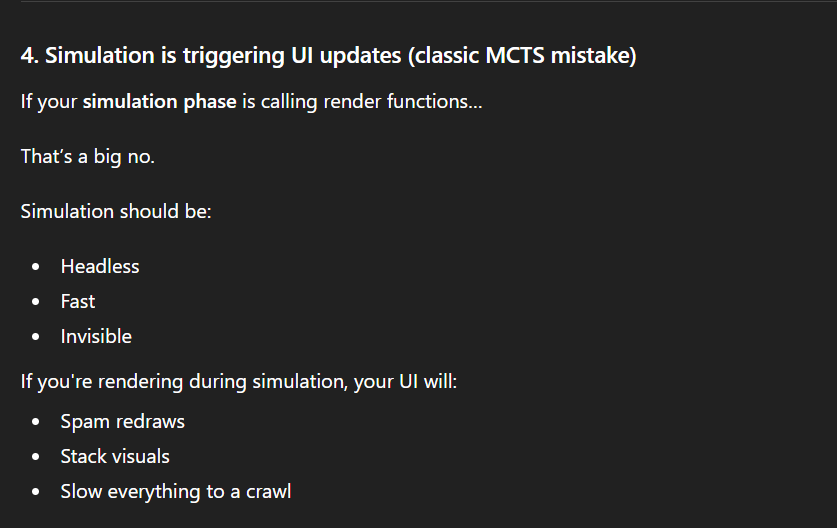 4. Simulation is triggering UI updates (classic MCTS mistake)
If your simulation phase is calling render functions...
That’s a big no.
Simulation should be:
• Headless
• Fast
• Invisible
If you're rendering during simulation, your UI will:
• Spam redraws
• Stack visuals
• Slow everything to a crawl